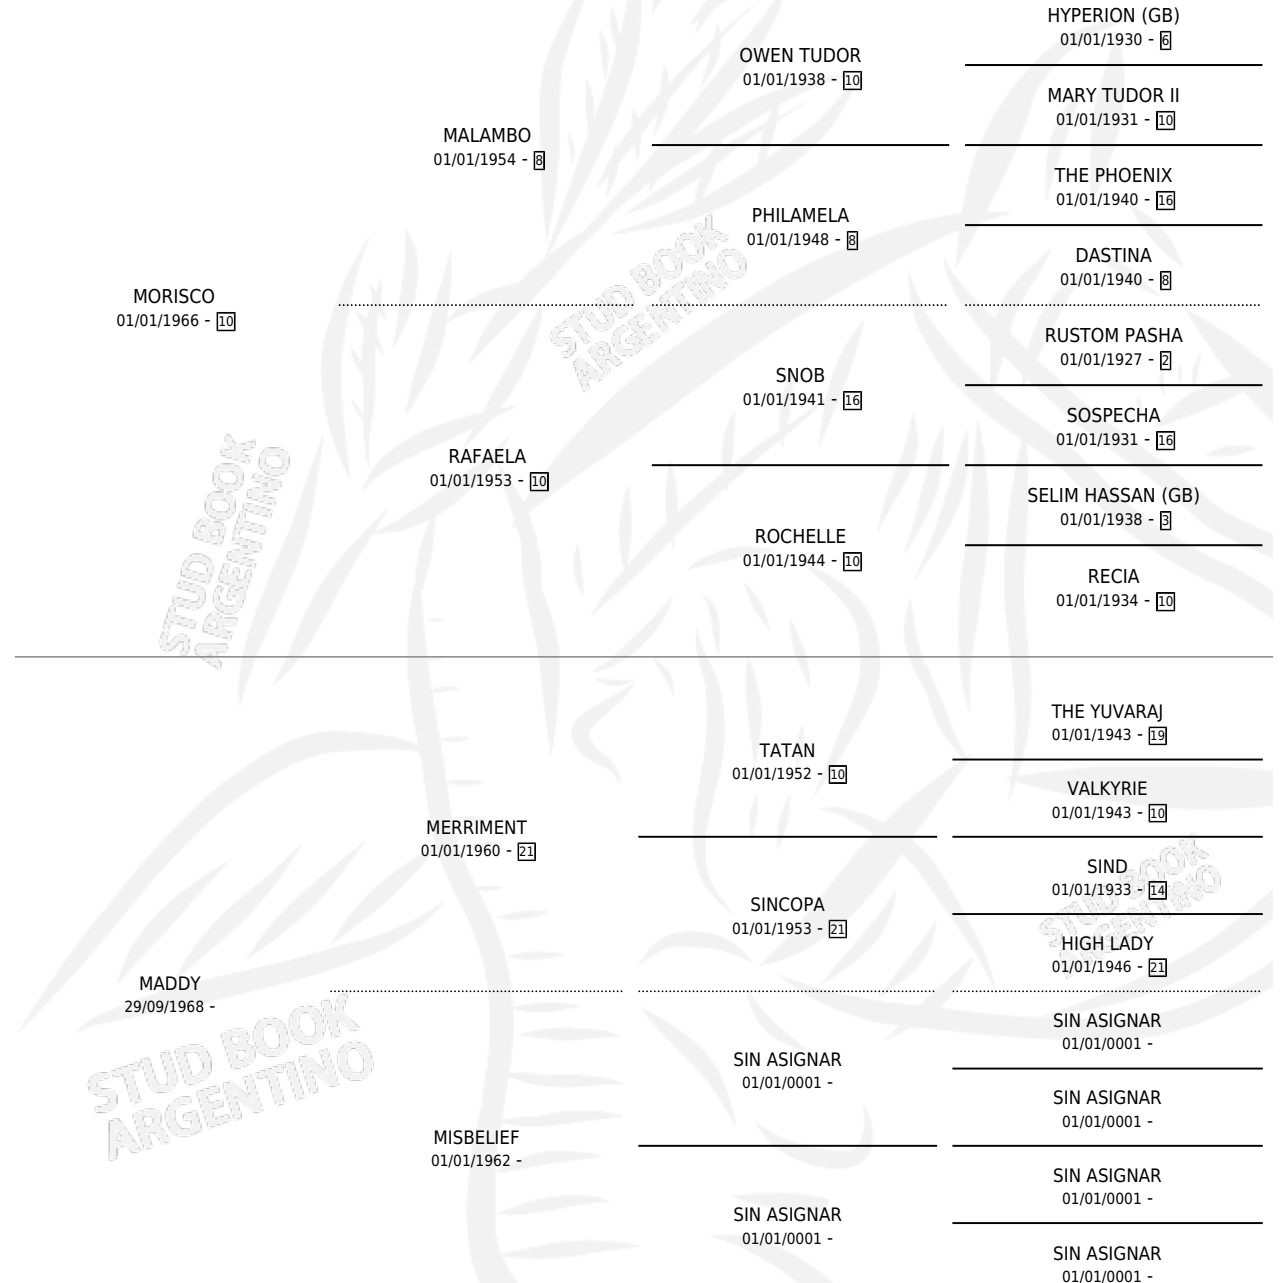 HYPERION (GB)
01/01/1930 - 6
OWEN TUDOR
01/01/1938 - 10
MARY TUDOR II
01/01/1931 - 10
MALAMBO
01/01/1954 - 8
THE PHOENIX
01/01/1940 - 16
PHILAMELA
01/01/1948 - 8
DASTINA
01/01/1940 - 8
MORISCO
01/01/1966 - 10
RUSTOM PASHA
01/01/1927 - 2
SNOB
01/01/1941 - 16
SOSPECHA
01/01/1931 - 16
RAFAELA
01/01/1953 - 10
SELIM HASSAN (GB)
01/01/1938 - 3
ROCHELLE
01/01/1944 - 10
RECIA
01/01/1934 - 10
STUD BOOK
ARGENTINO
STUD BOOK
ARGENTINO
THE YUVARAJ
01/01/1943 - 19
TATAN
01/01/1952 - 10
VALKYRIE
01/01/1943 - 10
MERRIMENT
01/01/1960 - 21
SIND
01/01/1933 - 14
SINCOPA
01/01/1953 - 21
HIGH LADY
01/01/1946 - 21
STUD BOOK
ARGENTINO
MADDY
29/09/1968 -
SIN ASIGNAR
01/01/0001 -
SIN ASIGNAR
01/01/0001 -
SIN ASIGNAR
01/01/0001 -
MISBELIEF
01/01/1962 -
SIN ASIGNAR
01/01/0001 -
SIN ASIGNAR
01/01/0001 -
SIN ASIGNAR
01/01/0001 -
STUD BOOK
ARGENTINO